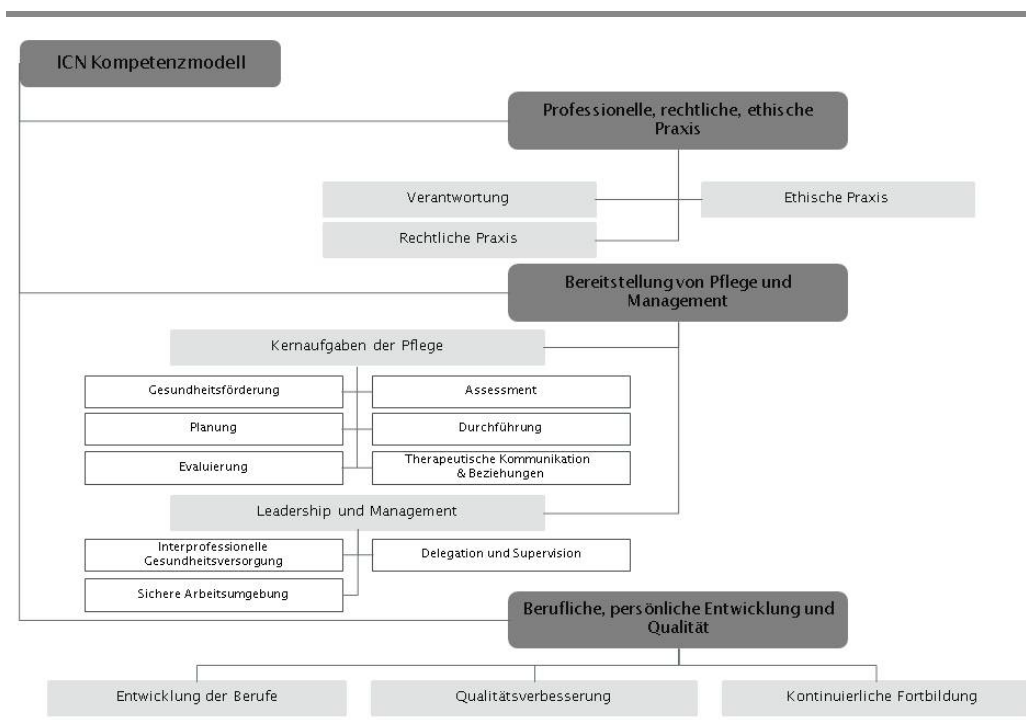 ICN Kompetenzmodell
Professionelle, rechtliche, ethische
Praxis
Verantwortung
Ethische Praxis
Rechtliche Praxis
Bereitstellung von Pflege und
Management
Kernaufgaben der Pflege
Gesundheitsförderung
Assessment
Planung
Durchführung
Evaluierung
Therapeutische Kommunikation
& Beziehungen
Leadership und Management
Interprofessionelle
Gesundheitsversorgung
Delegation und Supervision
Sichere Arbeitsumgebung
Berufliche, persönliche Entwicklung und
Qualität
Entwicklung der Berufe
Qualitätsverbesserung
Kontinuierliche Fortbildung